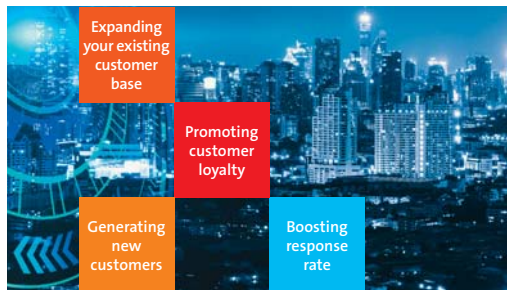 Expanding
your existing
customer
base
Promoting
customer
loyalty
Generating
new
customers
Boosting
response
rate